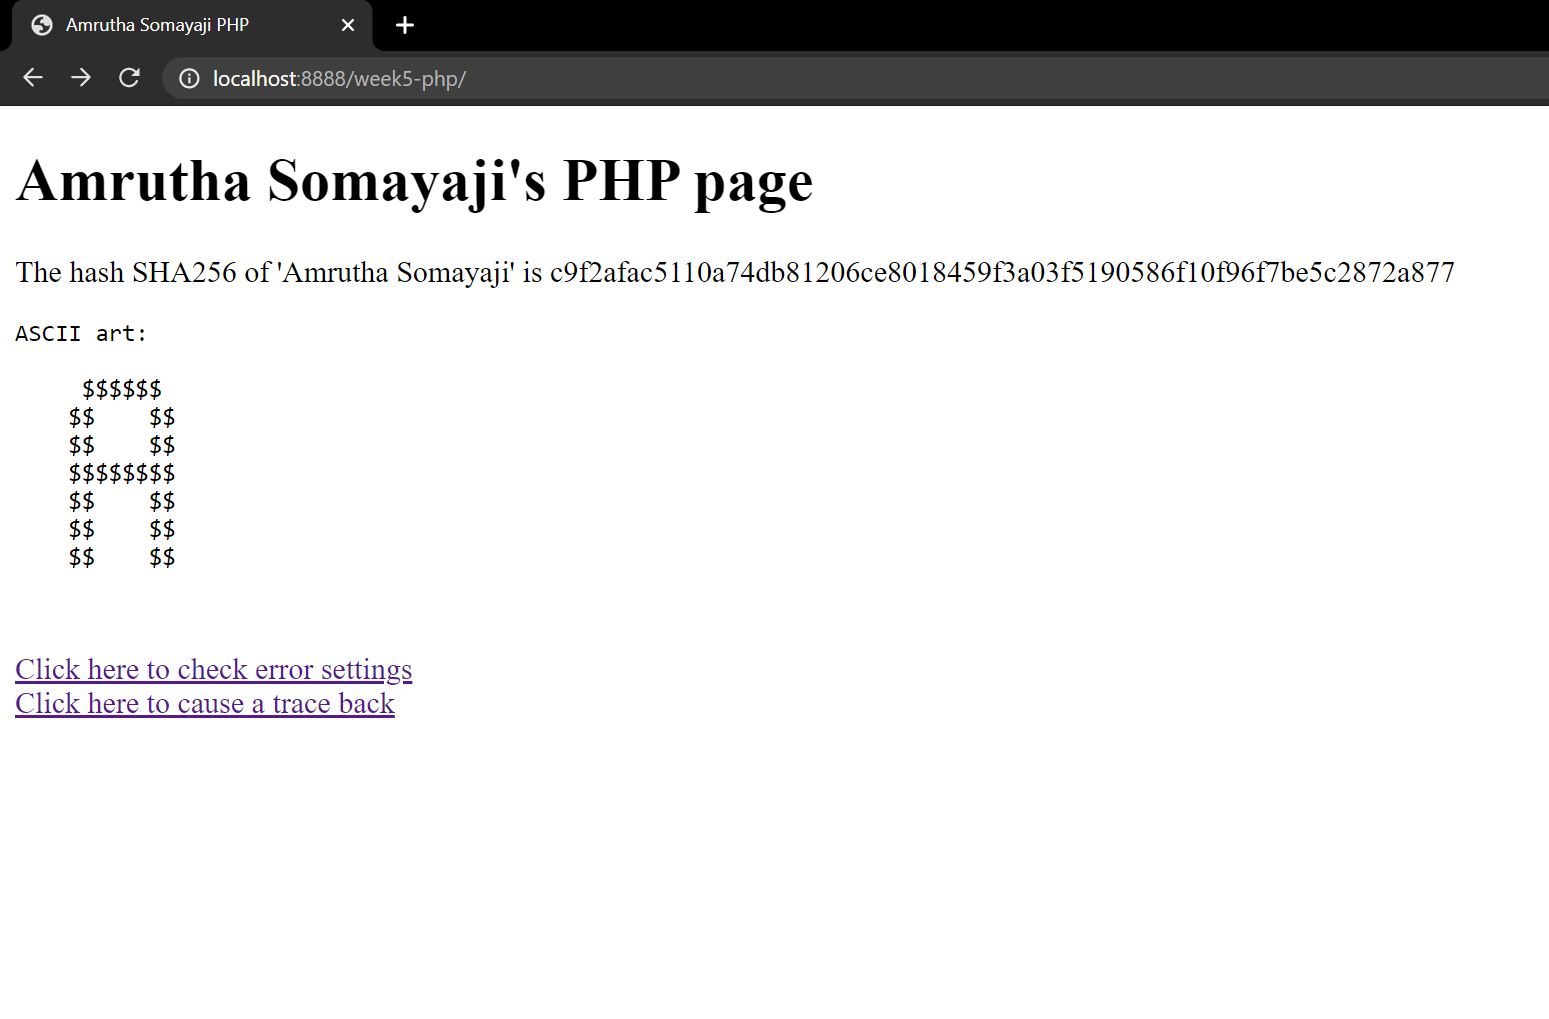 Amrutha Somayaji PHP
localhost:8888/week5-php/
Amrutha Somayaji's PHP page
The hash SHA256 of 'Amrutha Somayaji' is c9f2afac5110a74db81206ce8018459f3a03f5190586f10f96f7be5c2872a877
ASCII art:
     $$$$$$
    $$    $$
    $$    $$
    $$$$$$$$
    $$    $$
    $$    $$
    $$    $$
Click here to check error settings
Click here to cause a trace back